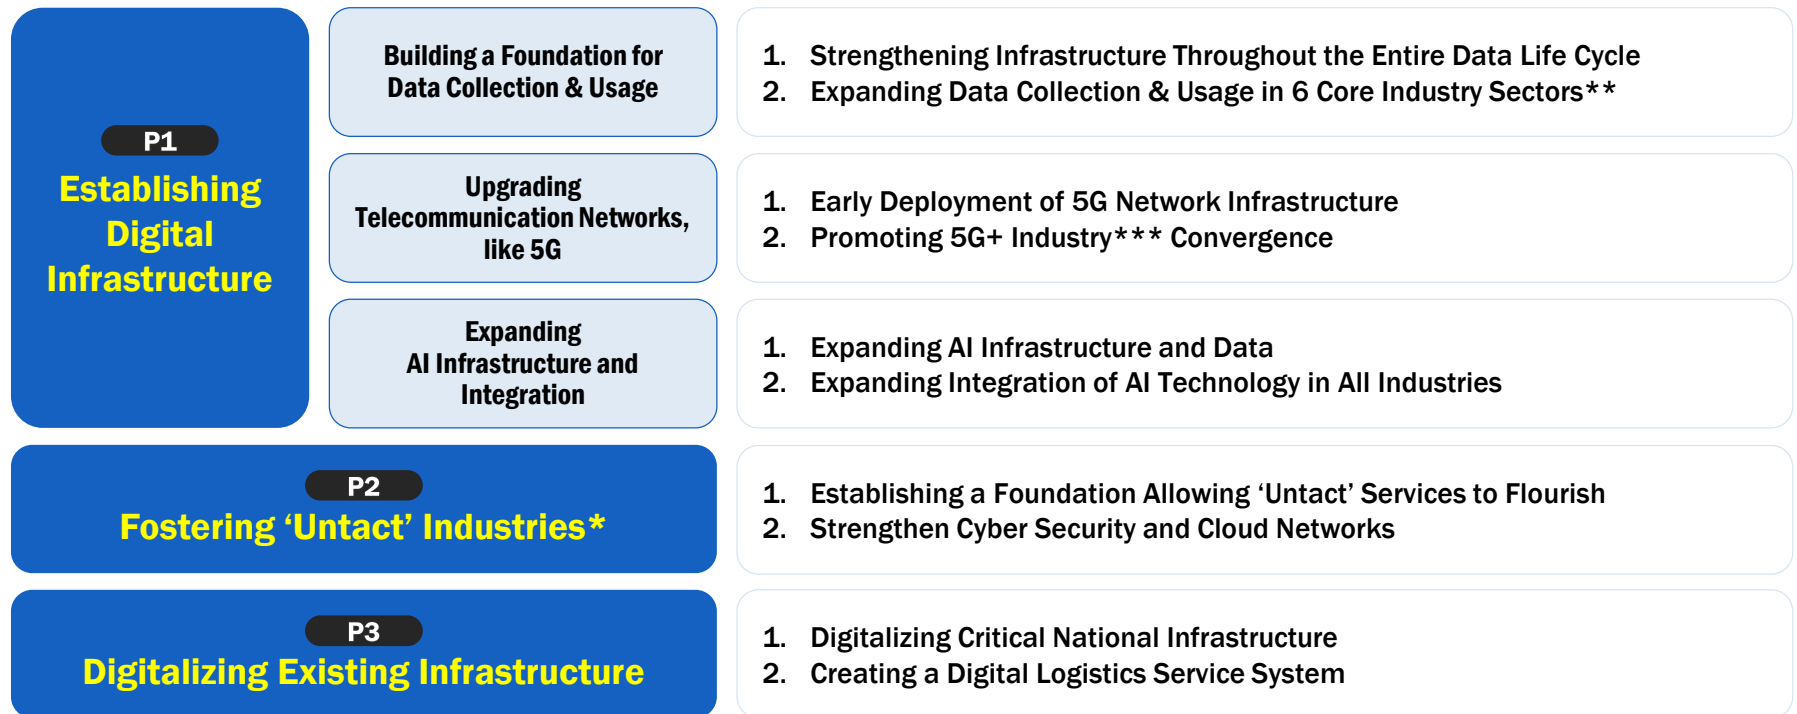 P1
Establishing
Digital
Infrastructure
Building a Foundation for
Data Collection & Usage
1. Strengthening Infrastructure Throughout the Entire Data Life Cycle
2. Expanding Data Collection & Usage in 6 Core Industry Sectors**
Upgrading
Telecommunication Networks,
like 5G
1. Early Deployment of 5G Network Infrastructure
2. Promoting 5G+ Industry*** Convergence
Expanding
AI Infrastructure and
Integration
1. Expanding AI Infrastructure and Data
2. Expanding Integration of AI Technology in All Industries
P2
Fostering ‘Untact’ Industries*
1. Establishing a Foundation Allowing ‘Untact’ Services to Flourish
2. Strengthen Cyber Security and Cloud Networks
P3
Digitalizing Existing Infrastructure
1. Digitalizing Critical National Infrastructure
2. Creating a Digital Logistics Service System